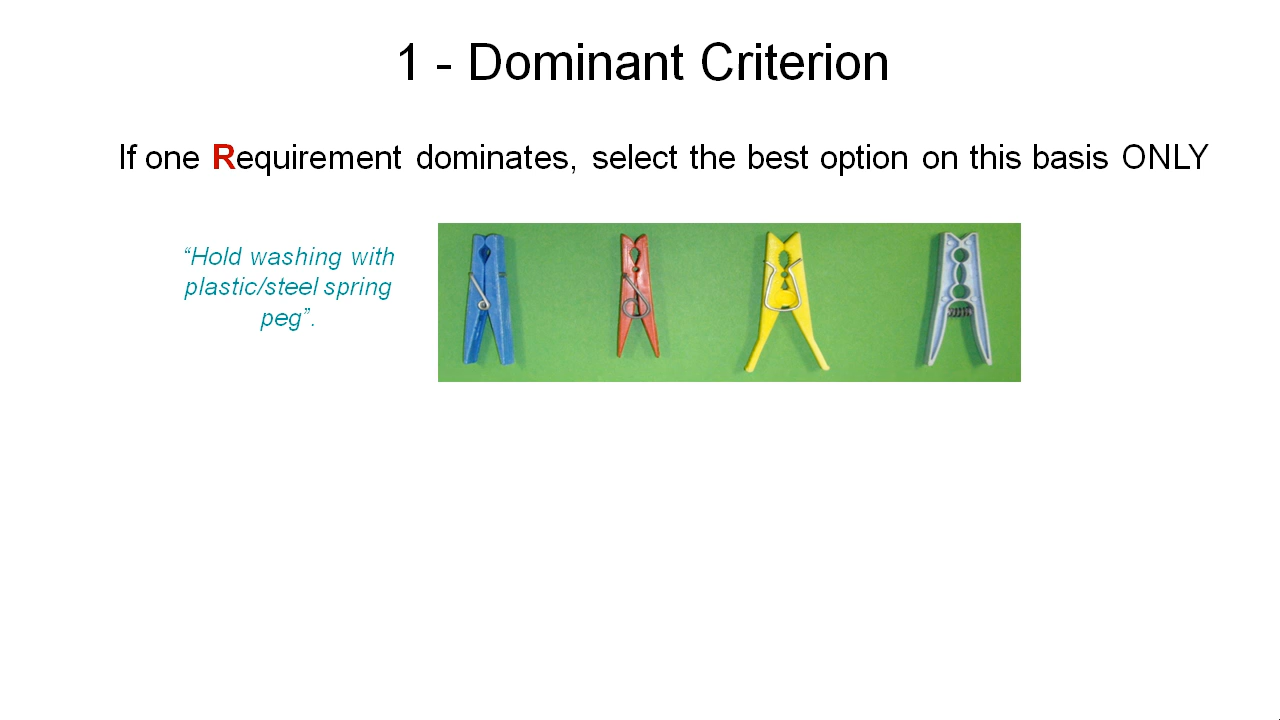 1 - Dominant Criterion
If one Requirement dominates, select the best option on this basis ONLY
“Hold washing with
plastic/steel spring
peg”.